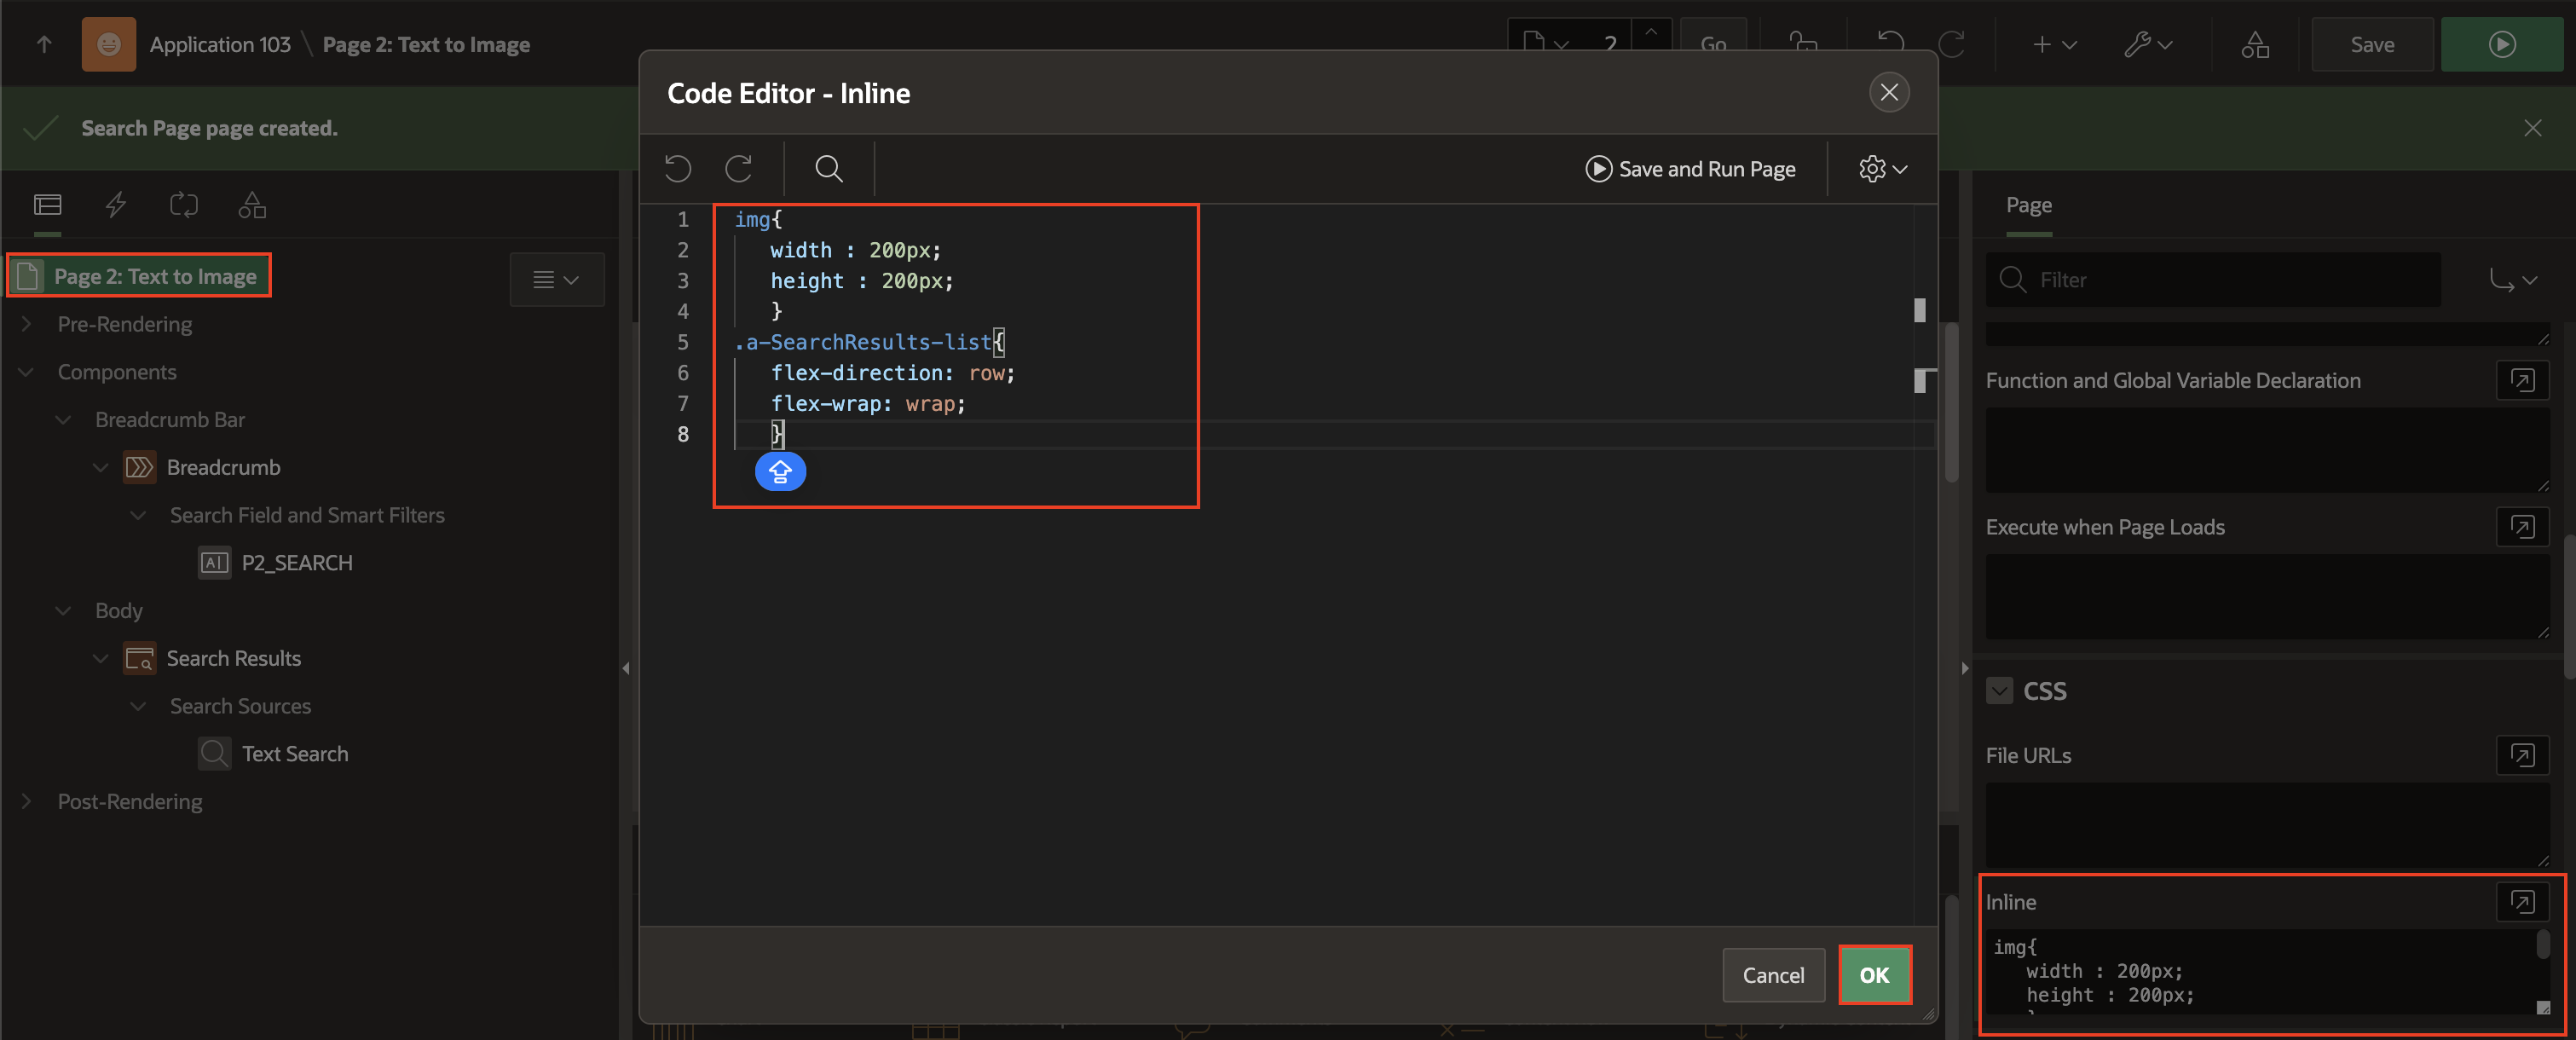 Application 103 \ Page 2: Text to Image
2
Go
Save
Search Page page created.
Page 2: Text to Image
Pre-Rendering
Components
Breadcrumb Bar
Breadcrumb
Search Field and Smart Filters
P2_SEARCH
Body
Search Results
Search Sources
Text Search
Post-Rendering
Code Editor - Inline
Save and Run Page
1 img{
2 width : 200px;
3 height : 200px;
4 }
5 .a-SearchResults-list{
6 flex-direction: row;
7 flex-wrap: wrap;
8 }
Cancel
OK
Page
Filter
Function and Global Variable Declaration
Execute when Page Loads
CSS
File URLs
Inline
img{
width : 200px;
height : 200px;